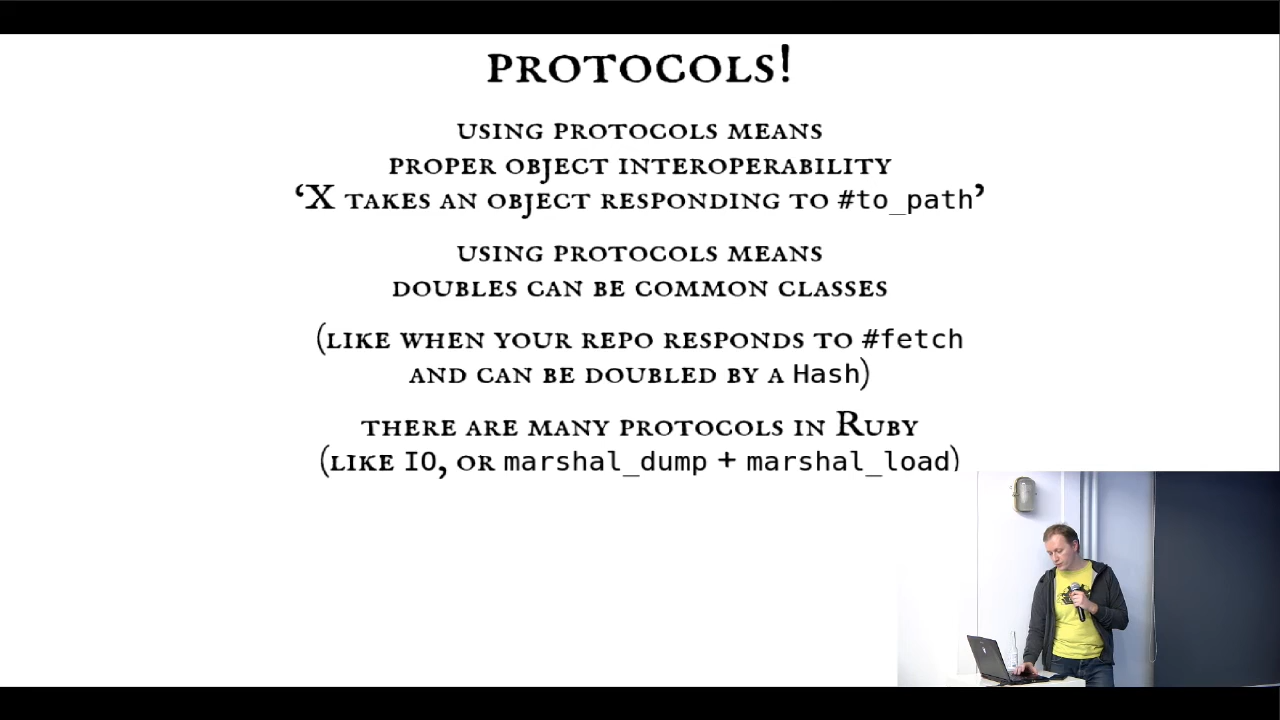 PROTOCOLS!
USING PROTOCOLS MEANS
PROPER OBJECT INTEROPERABILITY
‘X TAKES AN OBJECT RESPONDING TO #to_path’
USING PROTOCOLS MEANS
DOUBLES CAN BE COMMON CLASSES
(LIKE WHEN YOUR REPO RESPONDS TO #fetch
AND CAN BE DOUBLED BY A Hash)
THERE ARE MANY PROTOCOLS IN RUBY
(LIKE IO, OR marshal_dump + marshal_load)